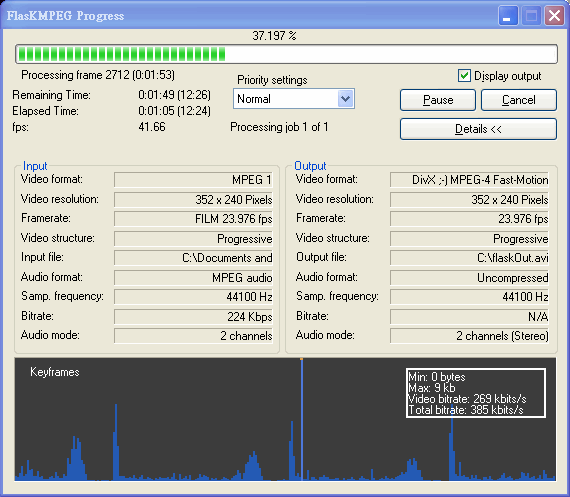 FlasKMPEG Progress
37.197 %
Processing frame 2712 (0:01:53)
Remaining Time: 0:01:49 (12:26)
Elapsed Time: 0:01:05 (12:24)
fps: 41.66
Priority settings
Normal
Processing job 1 of 1
Display output
Pause Cancel
Details <<
Input
Video format: MPEG 1
Video resolution: 352 x 240 Pixels
Framerate: FILM 23.976 fps
Video structure: Progressive
Input file: C:\Documents and
Audio format: MPEG audio
Samp. frequency: 44100 Hz
Bitrate: 224 Kbps
Audio mode: 2 channels
Output
Video format: DivX ;-) MPEG-4 Fast-Motion
Video resolution: 352 x 240 Pixels
Framerate: 23.976 fps
Video structure: Progressive
Output file: C:\flaskOut.avi
Audio format: Uncompressed
Samp. frequency: 44100 Hz
Bitrate: N/A
Audio mode: 2 channels (Stereo)
Keyframes
Min: 0 bytes
Max: 9 kb
Video bitrate: 269 kbits/s
Total bitrate: 385 kbits/s